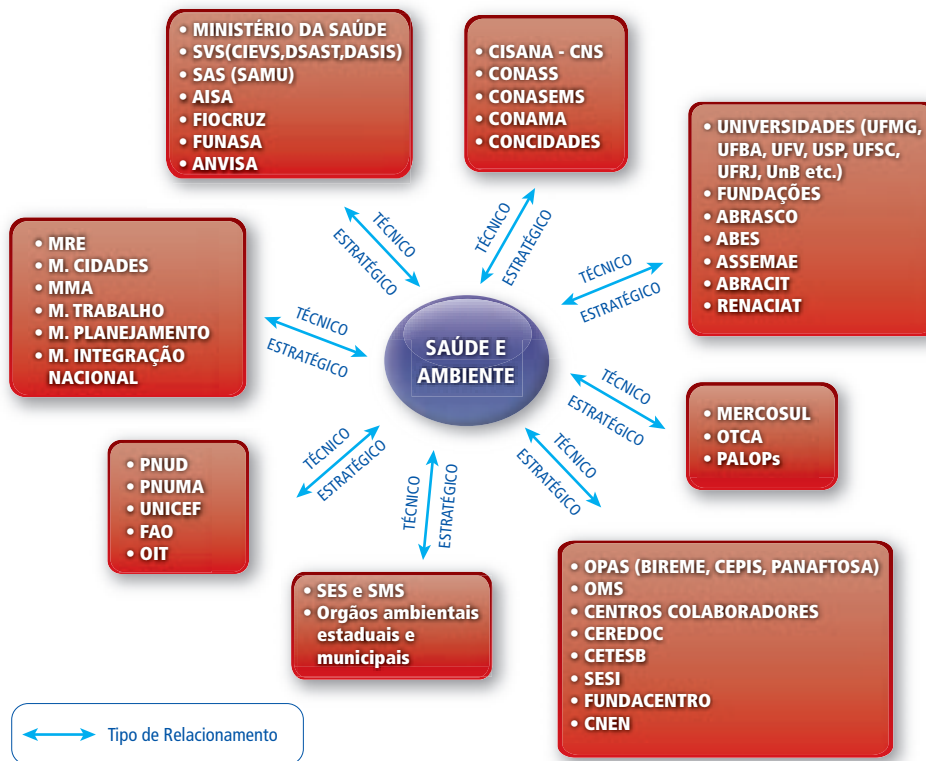 • MINISTÉRIO DA SAÚDE
• SVS(CIEVS,DSAST,DASIS)
• SAS (SAMU)
• AISA
• FIOCRUZ
• FUNASA
• ANVISA
• CISANA - CNS
• CONASS
• CONASEMS
• CONAMA
• CONCIDADES
• UNIVERSIDADES (UFMG,
UFBA, UFV, USP, UFSC,
UFRJ, UnB etc.)
• FUNDAÇÕES
• ABRASCO
• ABES
• ASSEMAE
• ABRACIT
• RENACIAT
• MRE
• M. CIDADES
• MMA
• M. TRABALHO
• M. PLANEJAMENTO
• M. INTEGRAÇÃO
NACIONAL
TÉCNICO
ESTRATÉGICO
TÉCNICO
ESTRATÉGICO
TÉCNICO
ESTRATÉGICO
TÉCNICO
ESTRATÉGICO
SAÚDE E
AMBIENTE
TÉCNICO
ESTRATÉGICO
TÉCNICO
ESTRATÉGICO
TÉCNICO
ESTRATÉGICO
TÉCNICO
ESTRATÉGICO
• MERCOSUL
• OTCA
• PALOPs
• PNUD
• PNUMA
• UNICEF
• FAO
• OIT
• SES e SMS
• Orgãos ambientais
estaduais e
municipais
• OPAS (BIREME, CEPIS, PANAFTOSA)
• OMS
• CENTROS COLABORADORES
• CEREDOC
• CETESB
• SESI
• FUNDACENTRO
• CNEN
Tipo de Relacionamento